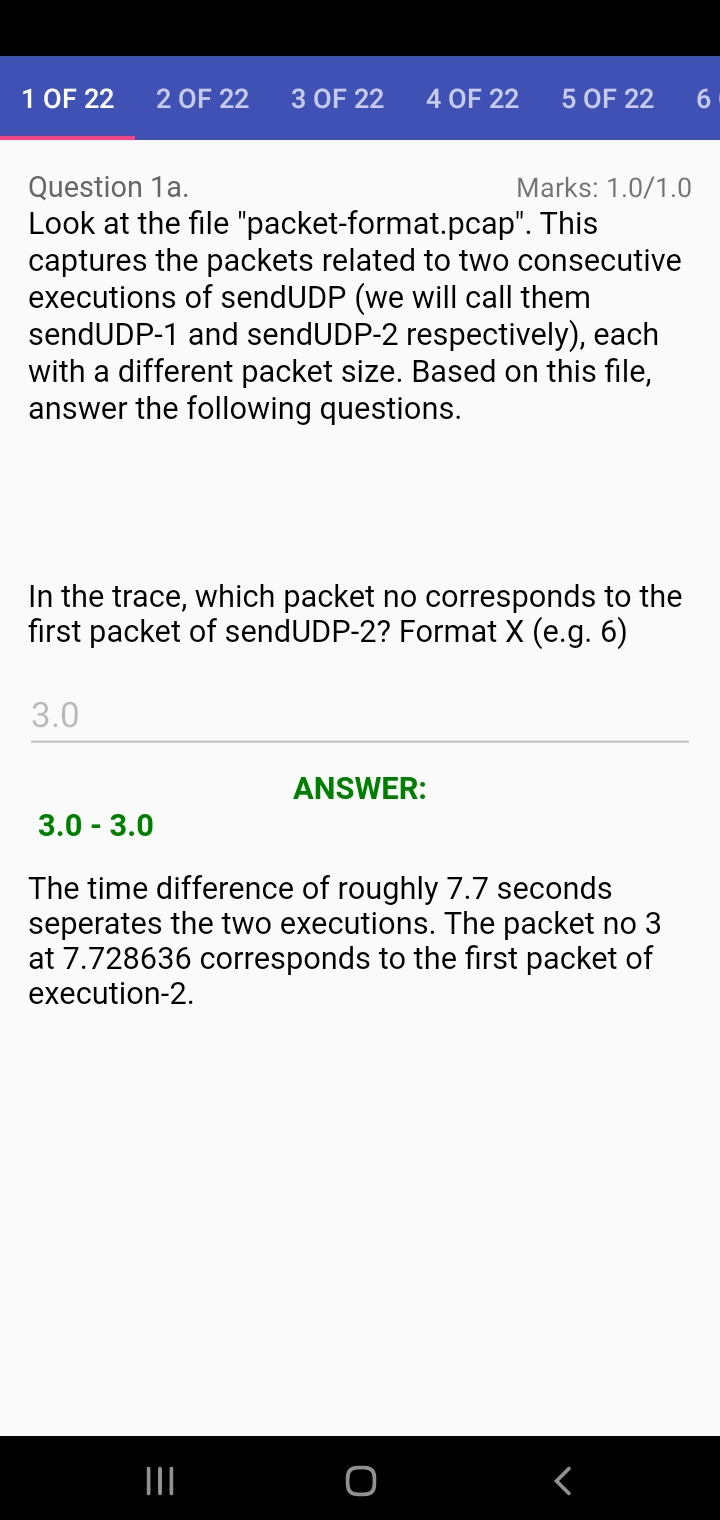 1 OF 22 2 OF 22 3 OF 22 4 OF 22 5 OF 22 6
Question 1a. Marks: 1.0/1.0
Look at the file "packet-format.pcap". This
captures the packets related to two consecutive
executions of sendUDP (we will call them
sendUDP-1 and sendUDP-2 respectively), each
with a different packet size. Based on this file,
answer the following questions.
In the trace, which packet no corresponds to the
first packet of sendUDP-2? Format X (e.g. 6)
3.0
ANSWER:
3.0 - 3.0
The time difference of roughly 7.7 seconds
seperates the two executions. The packet no 3
at 7.728636 corresponds to the first packet of
execution-2.